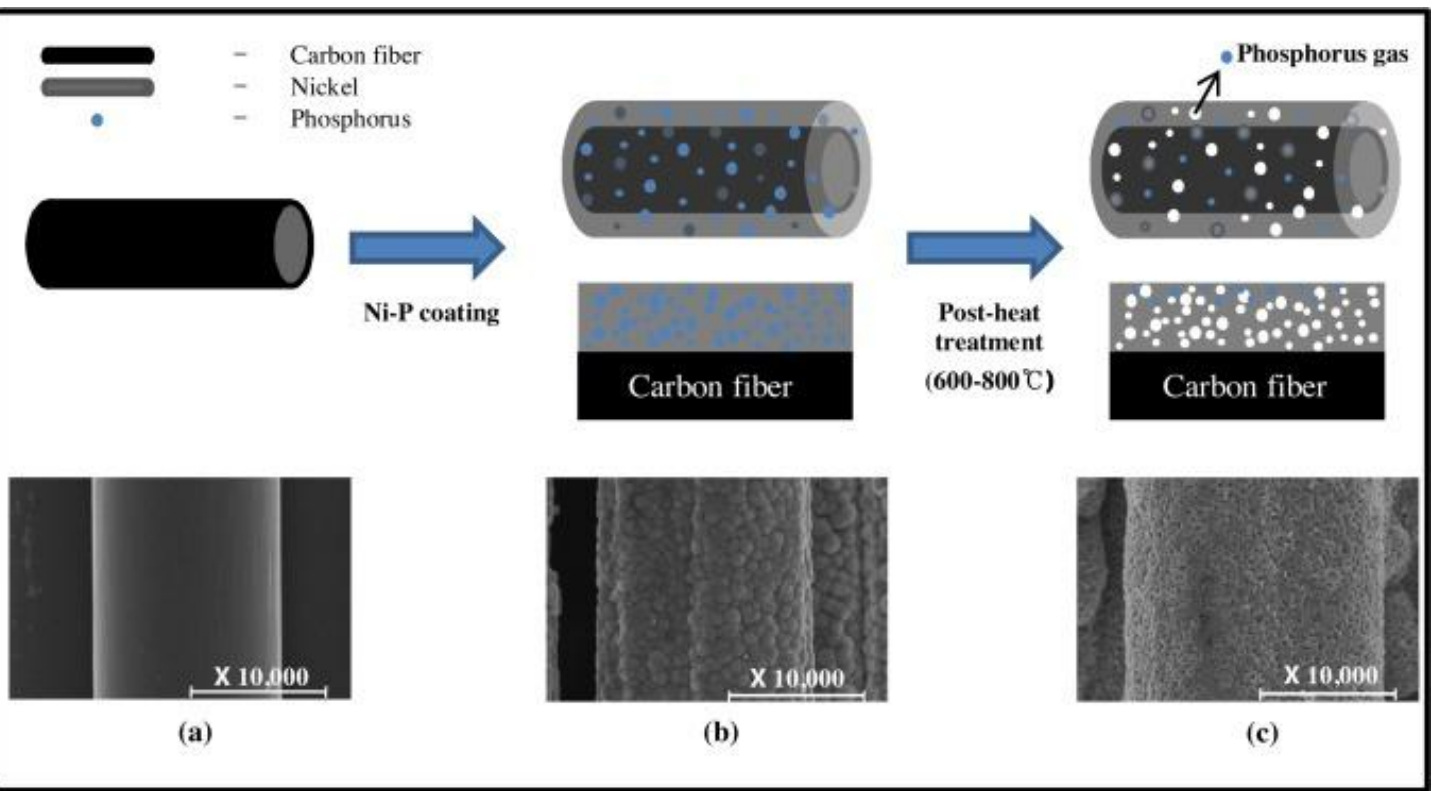 – Carbon fiber
– Nickel
– Phosphorus
Phosphorus gas
Ni-P coating
Post-heat
treatment
(600-800℃)
Carbon fiber
Carbon fiber
X 10,000
X 10,000
X 10,000
(a)
(b)
(c)